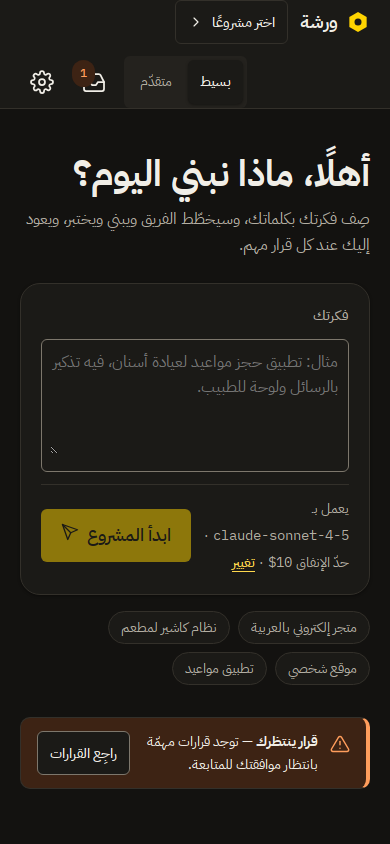 ورشة
اختر مشروعًا
بسيط
متقدّم
1
أهلًا، ماذا نبني اليوم؟
صِف فكرتك بكلماتك، وسيخطّط الفريق ويبني ويختبر، ويعود
إليك عند كل قرار مهم.
فكرتك
مثال: تطبيق حجز مواعيد لعيادة أسنان، فيه تذكير
بالرسائل ولوحة للطبيب.
يعمل بـ
claude-sonnet-4-5 ·
حدّ الإنفاق 10$ · تغيير
ابدأ المشروع
متجر إلكتروني بالعربية
نظام كاشير لمطعم
موقع شخصي
تطبيق مواعيد
قرار ينتظرك — توجد قرارات مهمّة
بانتظار موافقتك للمتابعة.
راجِع القرارات